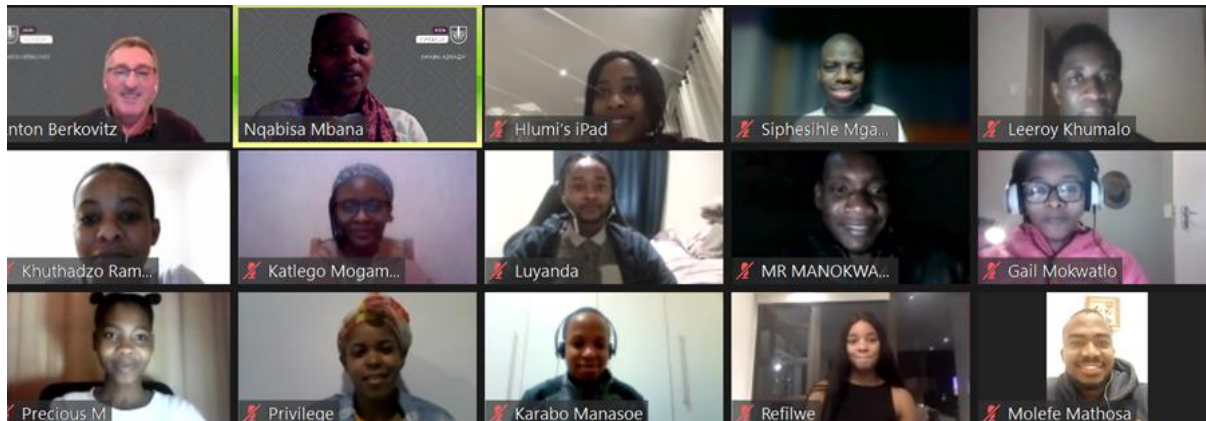 nton Berkovitz
Nqabisa Mbana
Hlumi's iPad
Siphesihle Mga...
Leeroy Khumalo
Khuthadzo Ram...
Katlego Mogam...
Luyanda
MR MANOKWA...
Gail Mokwatlo
Precious M
Privilege
Karabo Manasoe
Refilwe
Molefe Mathosa